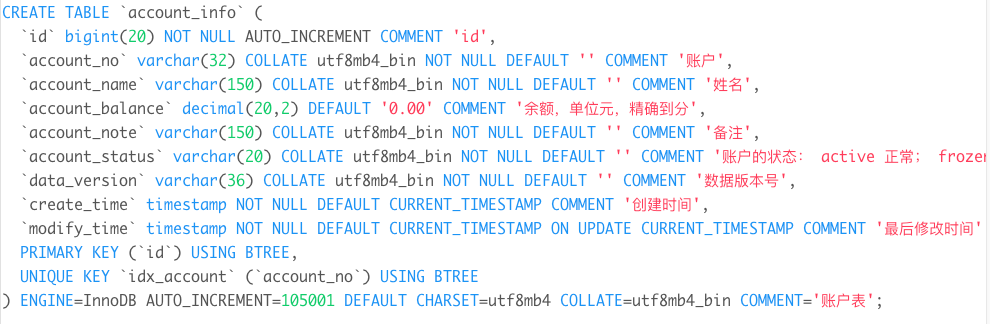 CREATE TABLE `account_info` (
`id` bigint(20) NOT NULL AUTO_INCREMENT COMMENT 'id',
`account_no` varchar(32) COLLATE utf8mb4_bin NOT NULL DEFAULT '' COMMENT '账户',
`account_name` varchar(150) COLLATE utf8mb4_bin NOT NULL DEFAULT '' COMMENT '姓名',
`account_balance` decimal(20,2) DEFAULT '0.00' COMMENT '余额，单位元，精确到分',
`account_note` varchar(150) COLLATE utf8mb4_bin NOT NULL DEFAULT '' COMMENT '备注',
`account_status` varchar(20) COLLATE utf8mb4_bin NOT NULL DEFAULT '' COMMENT '账户的状态： active 正常； frozen
`data_version` varchar(36) COLLATE utf8mb4_bin NOT NULL DEFAULT '' COMMENT '数据版本号',
`create_time` timestamp NOT NULL DEFAULT CURRENT_TIMESTAMP COMMENT '创建时间',
`modify_time` timestamp NOT NULL DEFAULT CURRENT_TIMESTAMP ON UPDATE CURRENT_TIMESTAMP COMMENT '最后修改时间'
PRIMARY KEY (`id`) USING BTREE,
UNIQUE KEY `idx_account` (`account_no`) USING BTREE
) ENGINE=InnoDB AUTO_INCREMENT=105001 DEFAULT CHARSET=utf8mb4 COLLATE=utf8mb4_bin COMMENT='账户表';